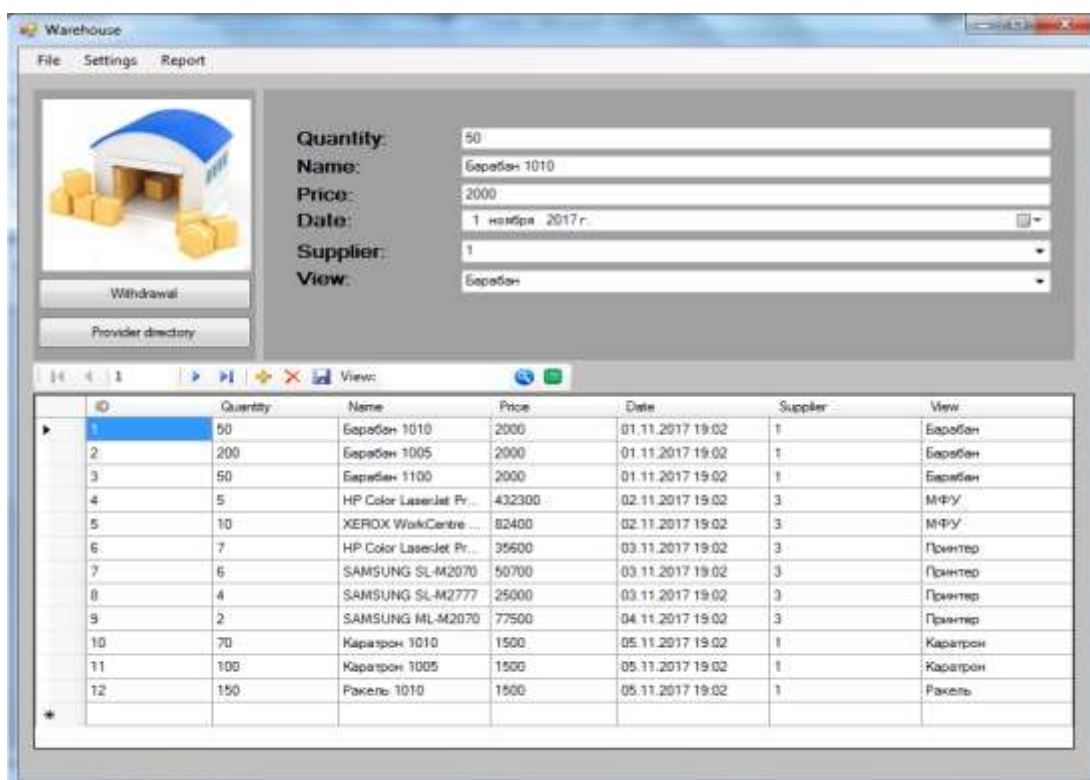 Warehouse
File Settings Report
Quantity: 50
Name: Барабан 1010
Price: 2000
Date: 1 ноября 2017 г.
Supplier: 1
View: Барабан
Withdrawal
Provider directory
1 View:
ID Quantity Name Price Date Supplier View
1 50 Барабан 1010 2000 01.11.2017 19:02 1 Барабан
2 200 Барабан 1005 2000 01.11.2017 19:02 1 Барабан
3 50 Барабан 1100 2000 01.11.2017 19:02 1 Барабан
4 5 HP Color LaserJet Pr... 432300 02.11.2017 19:02 3 МФУ
5 10 XEROX WorkCentre ... 82400 02.11.2017 19:02 3 МФУ
6 7 HP Color LaserJet Pr... 35600 03.11.2017 19:02 3 Принтер
7 6 SAMSUNG SL-M2070 50700 03.11.2017 19:02 3 Принтер
8 4 SAMSUNG SL-M2777 25000 03.11.2017 19:02 3 Принтер
9 2 SAMSUNG ML-M2070 77500 04.11.2017 19:02 3 Принтер
10 70 Каратрон 1010 1500 05.11.2017 19:02 1 Каратрон
11 100 Каратрон 1005 1500 05.11.2017 19:02 1 Каратрон
12 150 Ракель 1010 1500 05.11.2017 19:02 1 Ракель